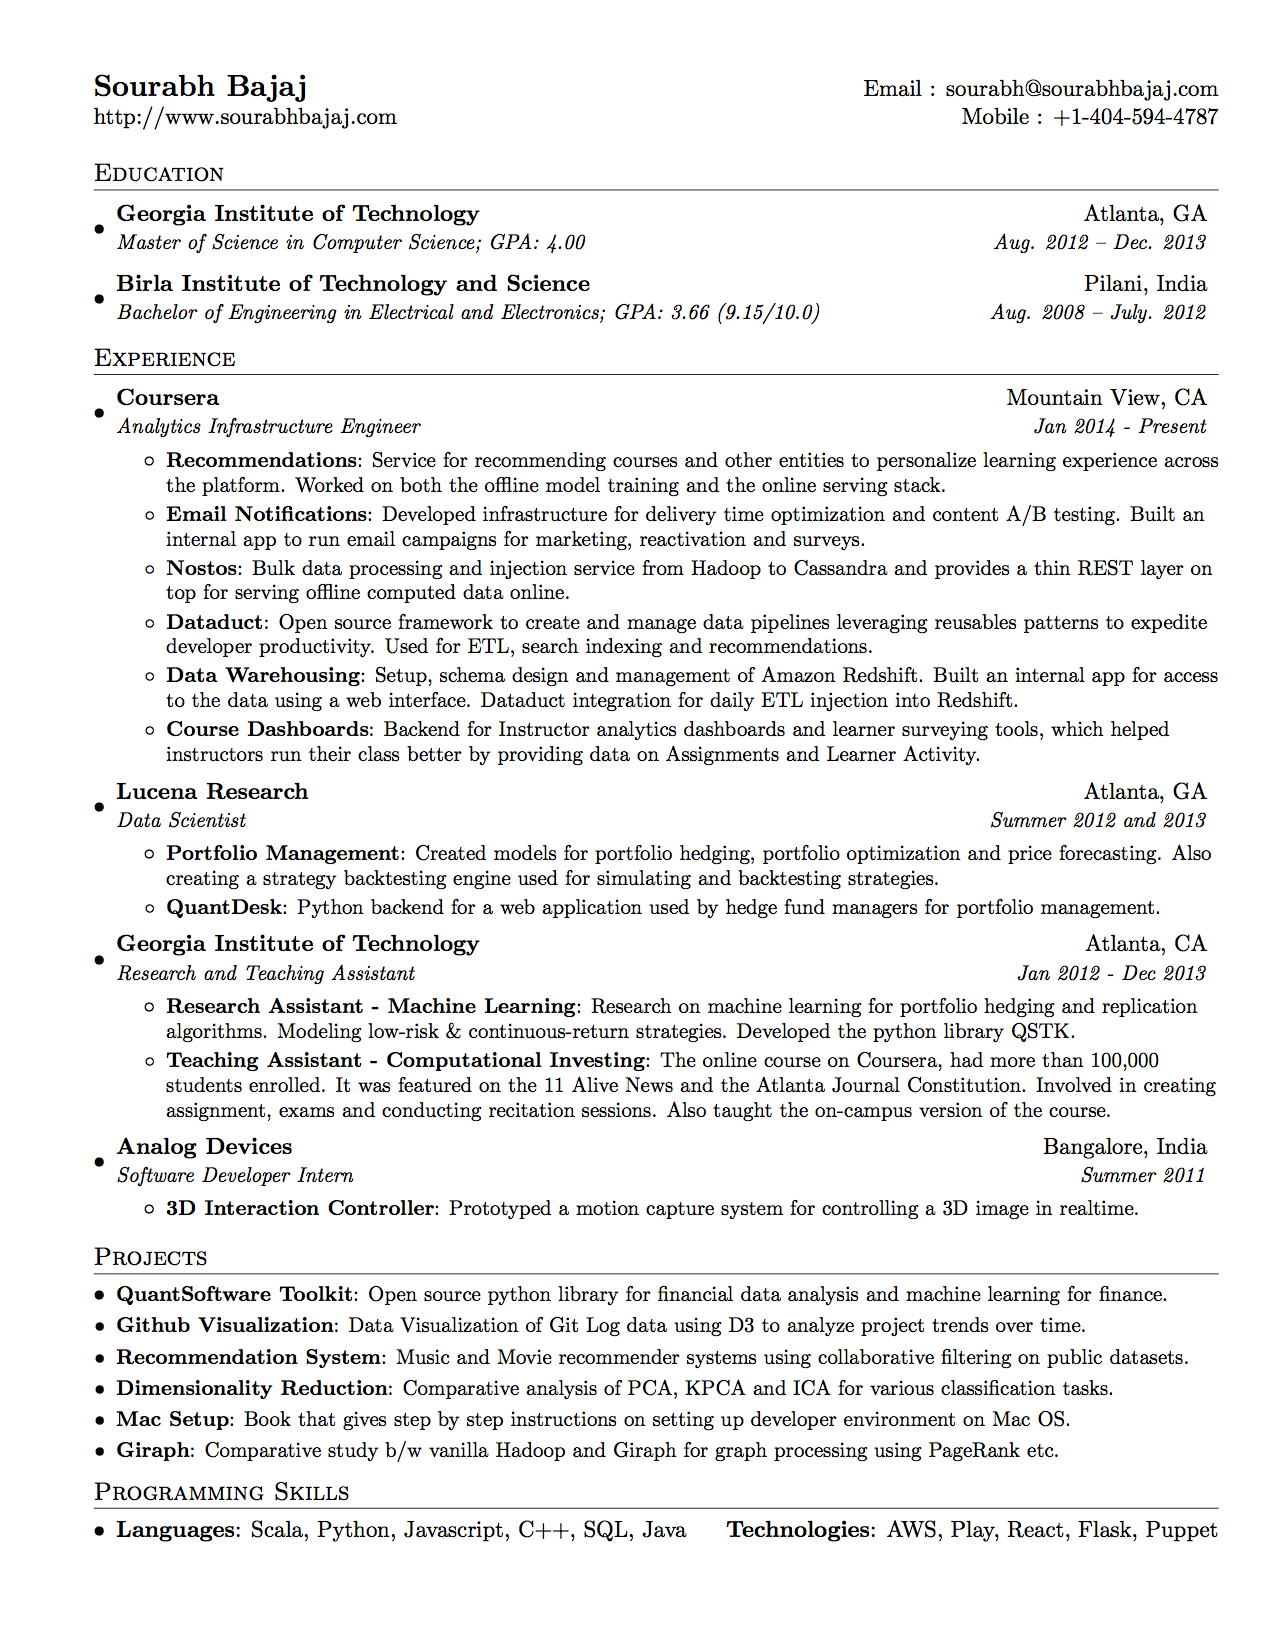 Sourabh Bajaj Email : sourabh@sourabhbajaj.com
http://www.sourabhbajaj.com Mobile : +1-404-594-4787
Education
• Georgia Institute of Technology Atlanta, GA
Master of Science in Computer Science; GPA: 4.00 Aug. 2012 – Dec. 2013
• Birla Institute of Technology and Science Pilani, India
Bachelor of Engineering in Electrical and Electronics; GPA: 3.66 (9.15/10.0) Aug. 2008 – July. 2012
Experience
• Coursera Mountain View, CA
Analytics Infrastructure Engineer Jan 2014 - Present
◦ Recommendations: Service for recommending courses and other entities to personalize learning experience across
the platform. Worked on both the offline model training and the online serving stack.
◦ Email Notifications: Developed infrastructure for delivery time optimization and content A/B testing. Built an
internal app to run email campaigns for marketing, reactivation and surveys.
◦ Nostos: Bulk data processing and injection service from Hadoop to Cassandra and provides a thin REST layer on
top for serving offline computed data online.
◦ Dataduct: Open source framework to create and manage data pipelines leveraging reusables patterns to expedite
developer productivity. Used for ETL, search indexing and recommendations.
◦ Data Warehousing: Setup, schema design and management of Amazon Redshift. Built an internal app for access
to the data using a web interface. Dataduct integration for daily ETL injection into Redshift.
◦ Course Dashboards: Backend for Instructor analytics dashboards and learner surveying tools, which helped
instructors run their class better by providing data on Assignments and Learner Activity.
• Lucena Research Atlanta, GA
Data Scientist Summer 2012 and 2013
◦ Portfolio Management: Created models for portfolio hedging, portfolio optimization and price forecasting. Also
creating a strategy backtesting engine used for simulating and backtesting strategies.
◦ QuantDesk: Python backend for a web application used by hedge fund managers for portfolio management.
• Georgia Institute of Technology Atlanta, CA
Research and Teaching Assistant Jan 2012 - Dec 2013
◦ Research Assistant - Machine Learning: Research on machine learning for portfolio hedging and replication
algorithms. Modeling low-risk & continuous-return strategies. Developed the python library QSTK.
◦ Teaching Assistant - Computational Investing: The online course on Coursera, had more than 100,000
students enrolled. It was featured on the 11 Alive News and the Atlanta Journal Constitution. Involved in creating
assignment, exams and conducting recitation sessions. Also taught the on-campus version of the course.
• Analog Devices Bangalore, India
Software Developer Intern Summer 2011
◦ 3D Interaction Controller: Prototyped a motion capture system for controlling a 3D image in realtime.
Projects
• QuantSoftware Toolkit: Open source python library for financial data analysis and machine learning for finance.
• Github Visualization: Data Visualization of Git Log data using D3 to analyze project trends over time.
• Recommendation System: Music and Movie recommender systems using collaborative filtering on public datasets.
• Dimensionality Reduction: Comparative analysis of PCA, KPCA and ICA for various classification tasks.
• Mac Setup: Book that gives step by step instructions on setting up developer environment on Mac OS.
• Giraph: Comparative study b/w vanilla Hadoop and Giraph for graph processing using PageRank etc.
Programming Skills
• Languages: Scala, Python, Javascript, C++, SQL, Java Technologies: AWS, Play, React, Flask, Puppet